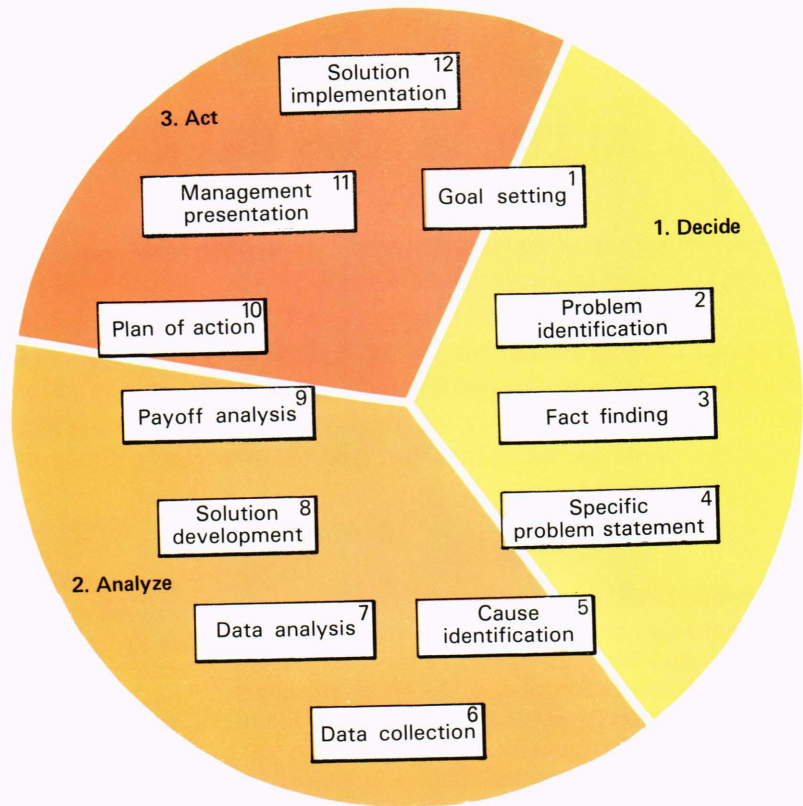 3. Act
12
Solution
implementation
11
Management
presentation
10
Plan of action
1. Decide
1
Goal setting
2
Problem
identification
3
Fact finding
4
Specific
problem statement
2. Analyze
9
Payoff analysis
8
Solution
development
7
Data analysis
5
Cause
identification
6
Data collection